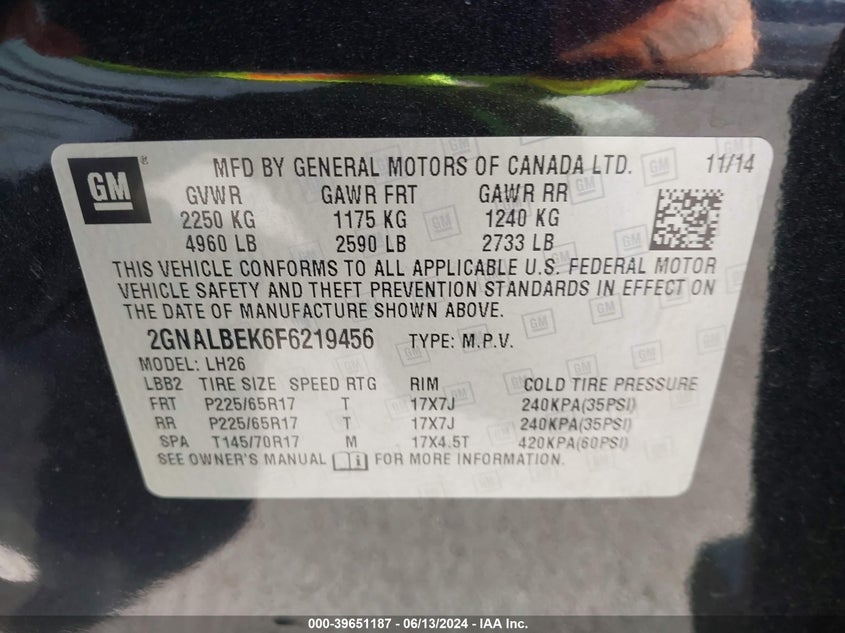 GM ® MFD BY GENERAL MOTORS OF CANADA LTD. 11/14
GVWR GAWR FRT GAWR RR
2250 KG 1175 KG 1240 KG
4960 LB 2590 LB 2733 LB
THIS VEHICLE CONFORMS TO ALL APPLICABLE U.S. FEDERAL MOTOR
VEHICLE SAFETY AND THEFT PREVENTION STANDARDS IN EFFECT ON
THE DATE OF MANUFACTURE SHOWN ABOVE.
2GNALBEK6F6219456 TYPE: M.P.V.
MODEL: LH26
LBB2 TIRE SIZE SPEED RTG RIM COLD TIRE PRESSURE
FRT P225/65R17 T 17X7J 240KPA(35PSI)
RR P225/65R17 T 17X7J 240KPA(35PSI)
SPA T145/70R17 M 17X4.5T 420KPA(60PSI)
SEE OWNER'S MANUAL FOR MORE INFORMATION.
000-39651187 - 06/13/2024 - IAA Inc.